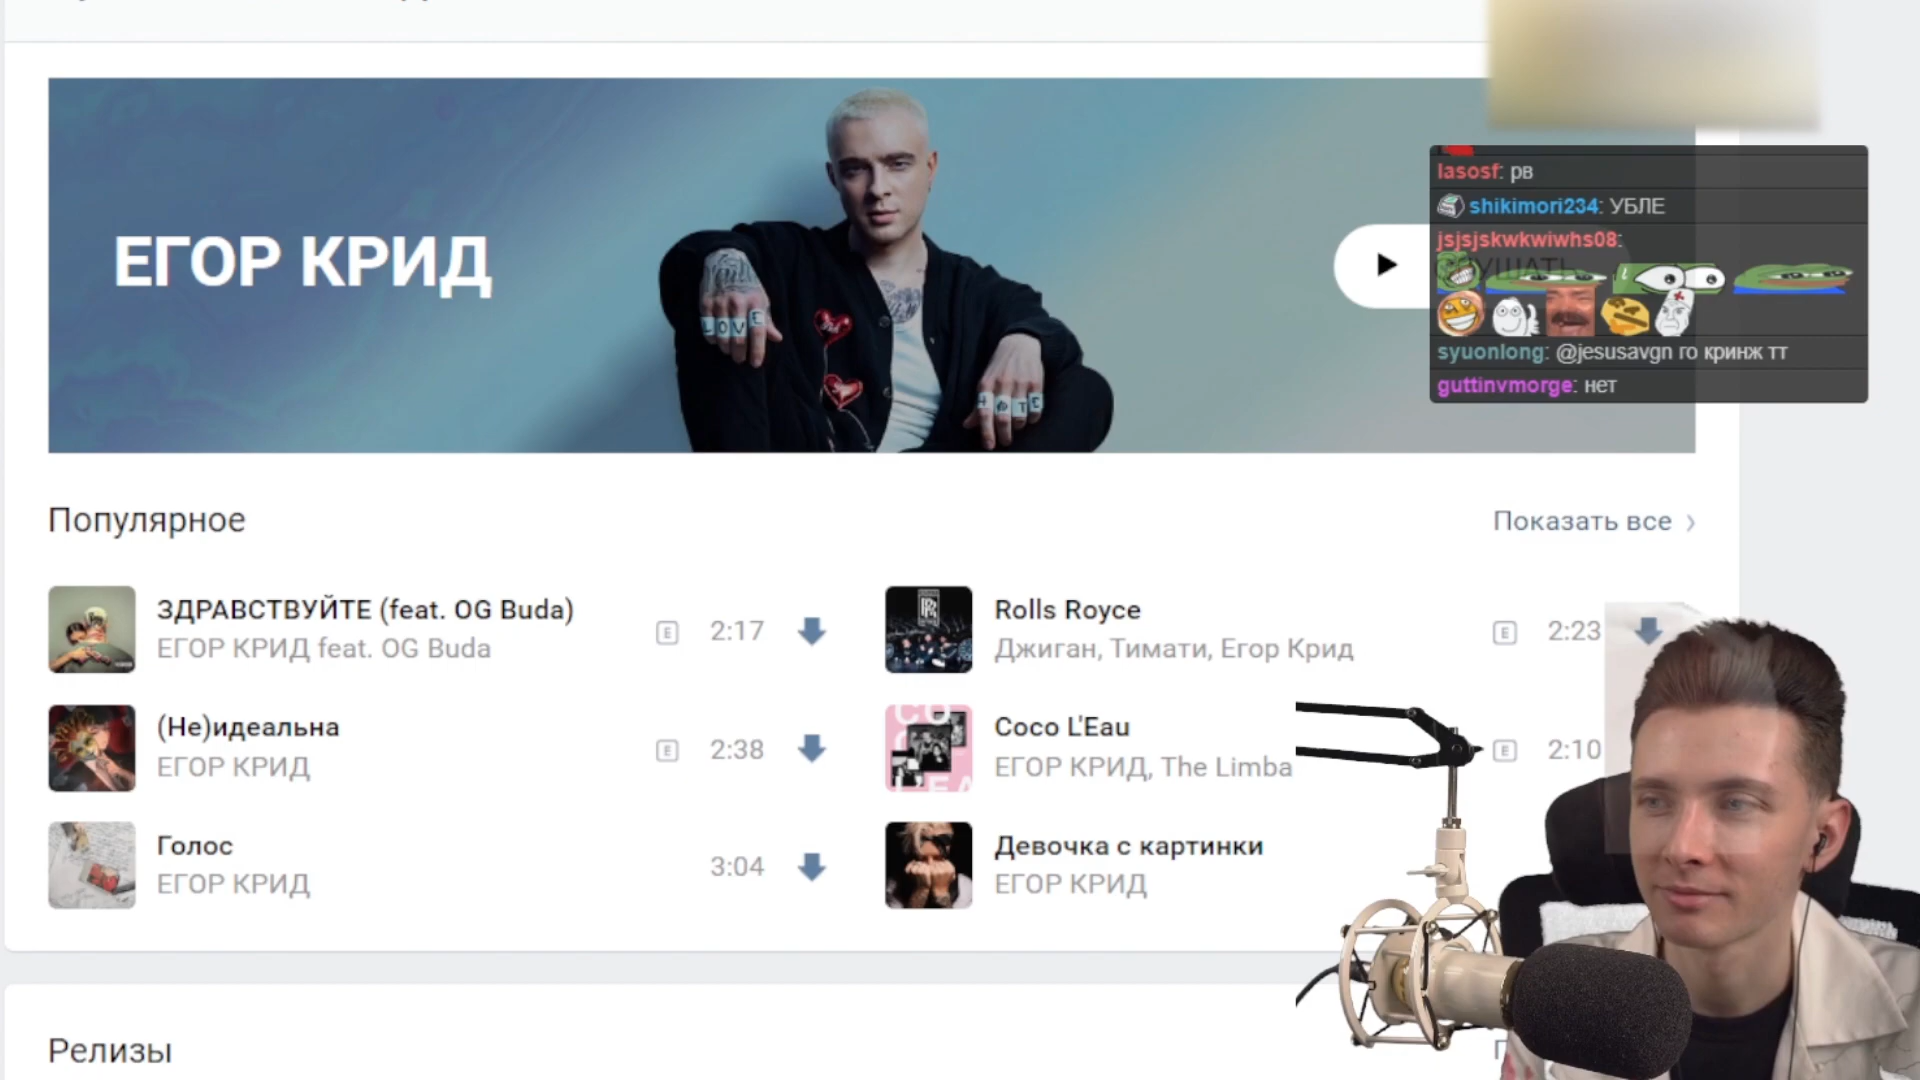 ЕГОР КРИД
LOVE
HATE
lasosf: рв
shikimori234: УБЛЕ
jsjsjskwkwiwhs08:
syuonlong: @jesusavgn го кринж тт
guttinvmorge: нет
Популярное
Показать все
ЗДРАВСТВУЙТЕ (feat. OG Buda)
ЕГОР КРИД feat. OG Buda
E 2:17
Rolls Royce
Джиган, Тимати, Егор Крид
E 2:23
(Не)идеальна
ЕГОР КРИД
E 2:38
Coco L'Eau
ЕГОР КРИД, The Limba
E 2:10
Голос
ЕГОР КРИД
3:04
Девочка с картинки
ЕГОР КРИД
Релизы